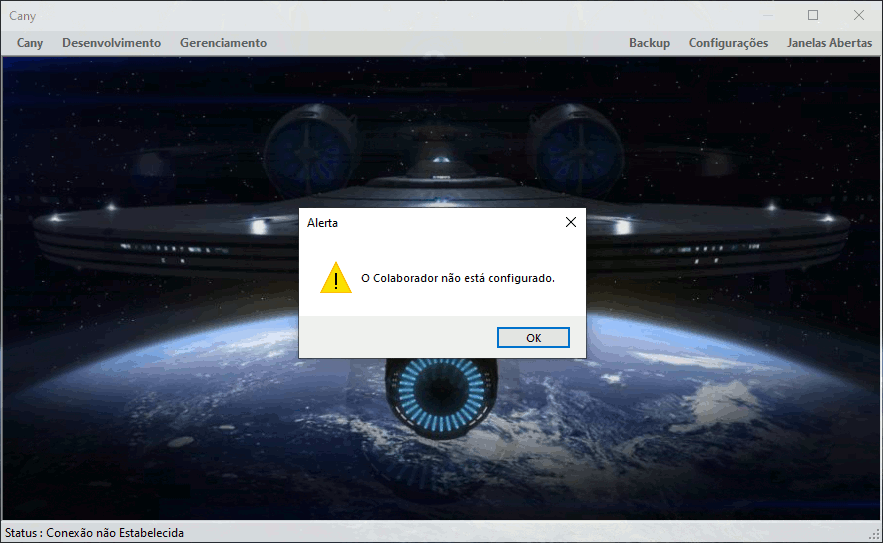 Cany
Cany Desenvolvimento Gerenciamento Backup Configurações Janelas Abertas
Alerta
O Colaborador não está configurado.
OK
Status : Conexão não Estabelecida